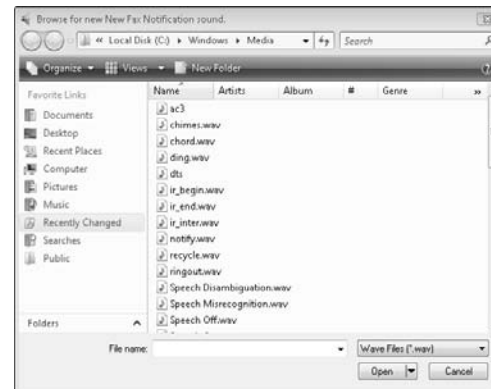 Browse for new New Fax Notification sound.
« Local Disk (C:) ▸ Windows ▸ Media
Search
Organize
Views
New Folder
Favorite Links
Documents
Desktop
Recent Places
Computer
Pictures
Music
Recently Changed
Searches
Public
Folders
Name Artists Album # Genre »
ac3
chimes.wav
chord.wav
ding.wav
dts
ir_begin.wav
ir_end.wav
ir_inter.wav
notify.wav
recycle.wav
ringout.wav
Speech Disambiguation.wav
Speech Misrecognition.wav
Speech Off.wav
File name:
Wave Files (*.wav)
Open
Cancel